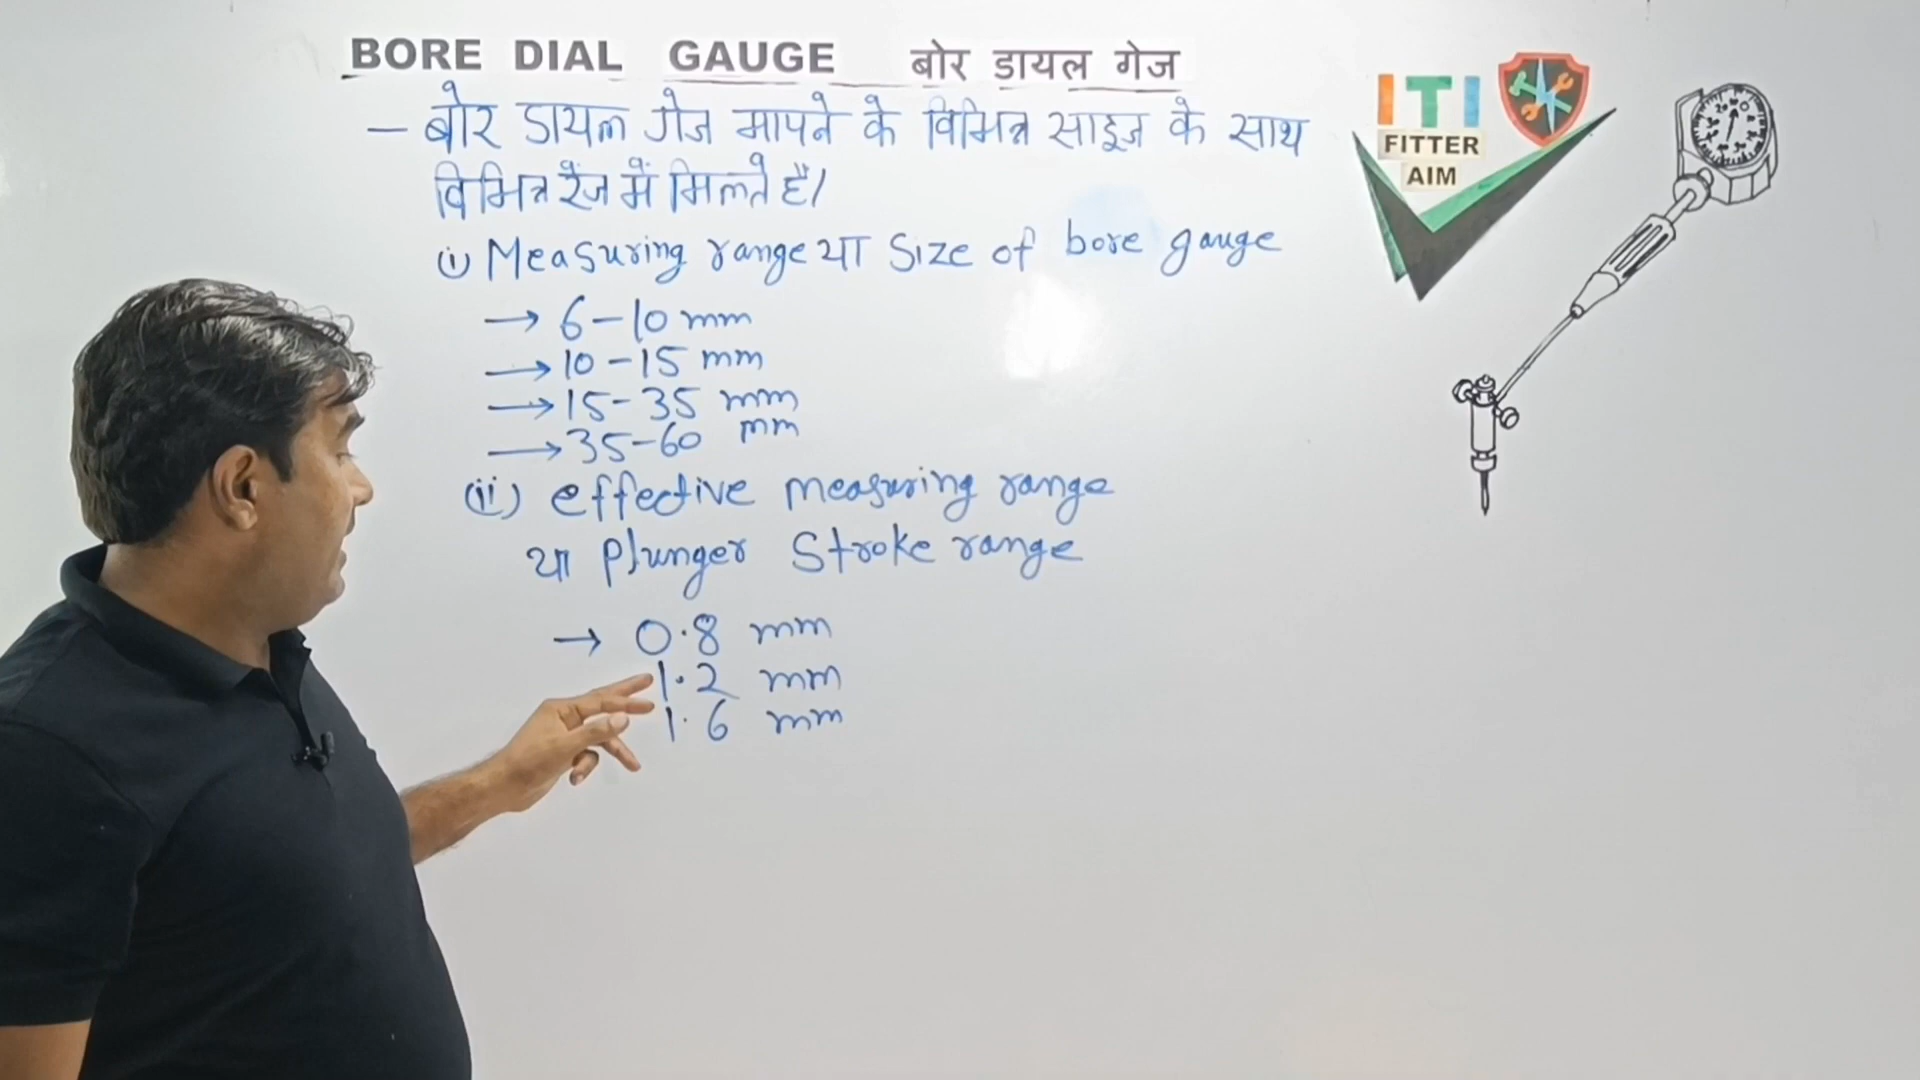 BORE DIAL GAUGE बोर डायल गेज
— बोर डायल गेज मापने के विभिन्न साइज के साथ
विभिन्न रेंज में मिलते हैं।
(i) Measuring range या Size of bore gauge
→ 6-10 mm
→ 10-15 mm
→ 15-35 mm
→ 35-60 mm
(ii) effective measuring range
या Plunger Stroke range
→ 0.8 mm
1.2 mm
1.6 mm
ITI
FITTER
AIM